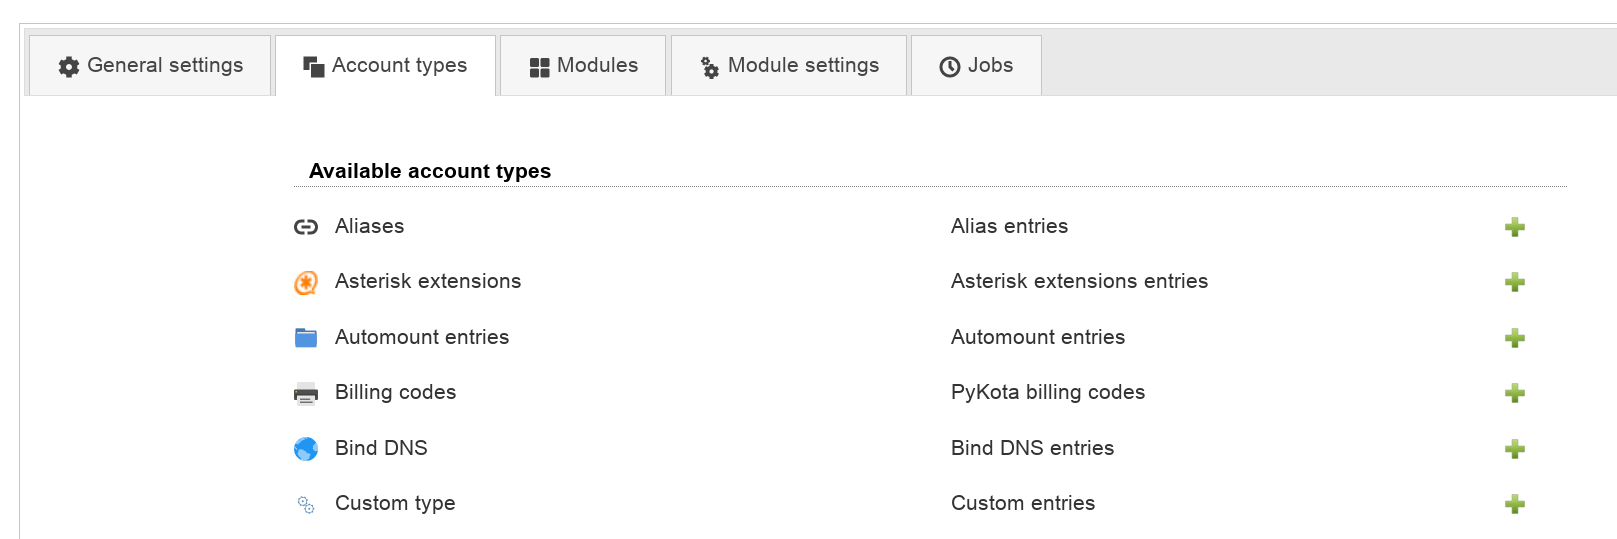 General settings Account types Modules Module settings Jobs
Available account types
Aliases Alias entries
Asterisk extensions Asterisk extensions entries
Automount entries Automount entries
Billing codes PyKota billing codes
Bind DNS Bind DNS entries
Custom type Custom entries